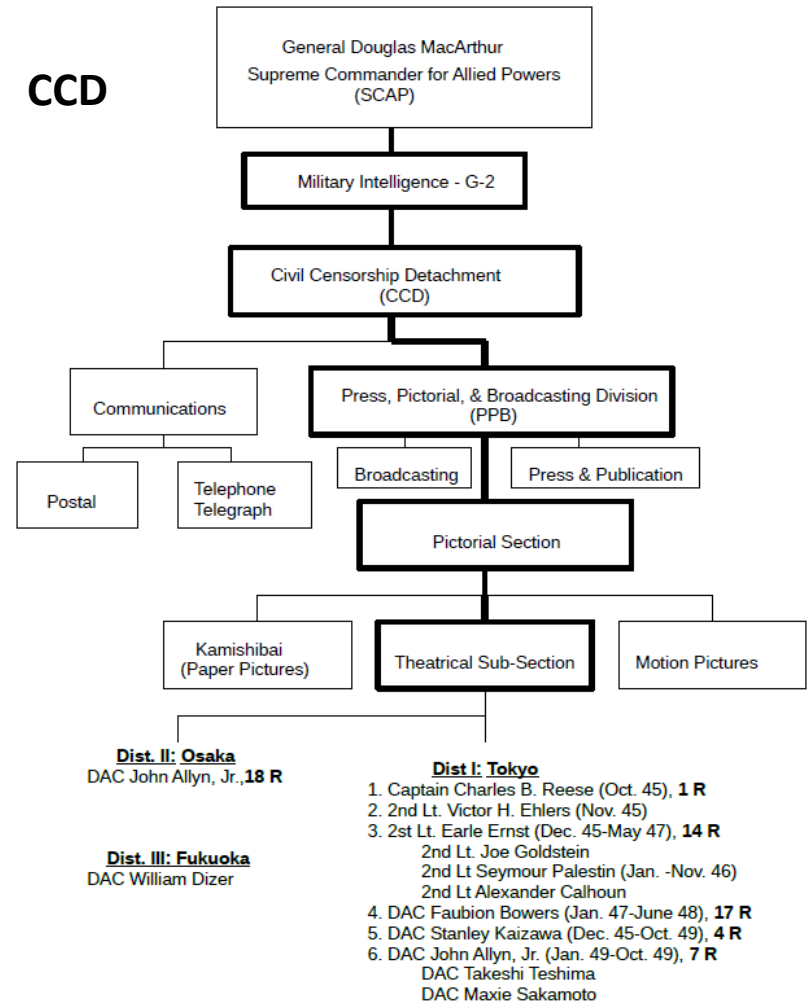 CCD
General Douglas MacArthur
Supreme Commander for Allied Powers
(SCAP)
Military Intelligence - G-2
Civil Censorship Detachment
(CCD)
Communications
Press, Pictorial, & Broadcasting Division
(PPB)
Postal
Telephone
Telegraph
Broadcasting
Press & Publication
Pictorial Section
Kamishibai
(Paper Pictures)
Theatrical Sub-Section
Motion Pictures
Dist. II: Osaka
DAC John Allyn, Jr.,18 R
Dist. III: Fukuoka
DAC William Dizer
Dist I: Tokyo
1. Captain Charles B. Reese (Oct. 45), 1 R
2. 2nd Lt. Victor H. Ehlers (Nov. 45)
3. 2st Lt. Earle Ernst (Dec. 45-May 47), 14 R
2nd Lt. Joe Goldstein
2nd Lt Seymour Palestin (Jan. -Nov. 46)
2nd Lt Alexander Calhoun
4. DAC Faubion Bowers (Jan. 47-June 48), 17 R
5. DAC Stanley Kaizawa (Dec. 45-Oct. 49), 4 R
6. DAC John Allyn, Jr. (Jan. 49-Oct. 49), 7 R
DAC Takeshi Teshima
DAC Maxie Sakamoto